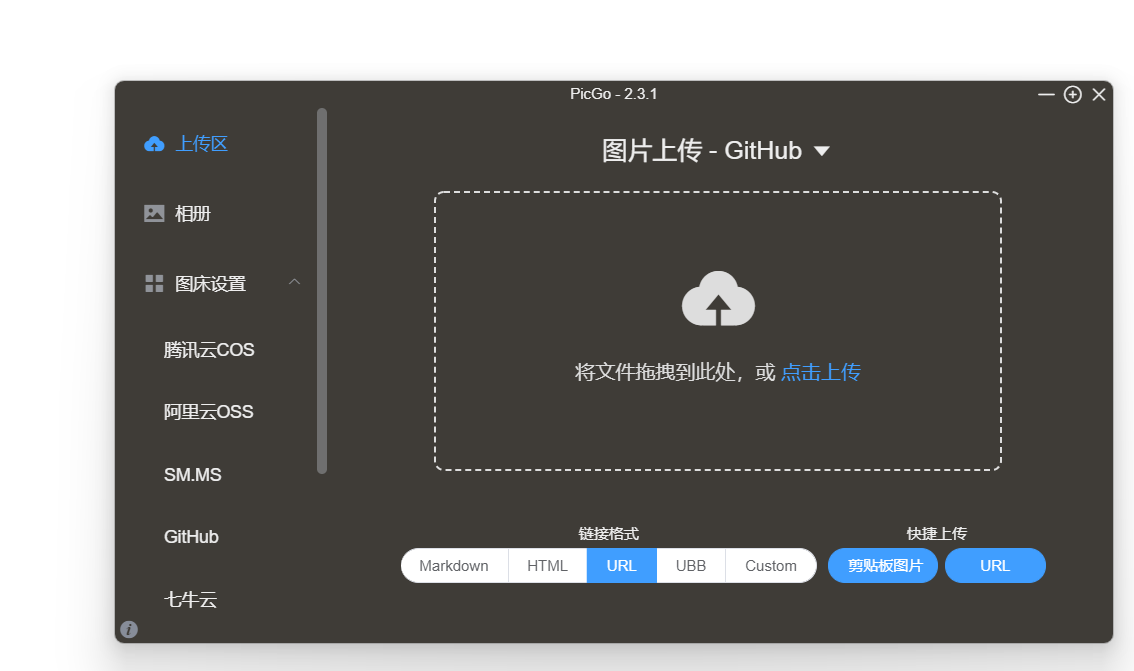 PicGo - 2.3.1
上传区
相册
图床设置
腾讯云COS
阿里云OSS
SM.MS
GitHub
七牛云
图片上传 - GitHub
将文件拖拽到此处，或 点击上传
链接格式
Markdown HTML URL UBB Custom
快捷上传
剪贴板图片 URL